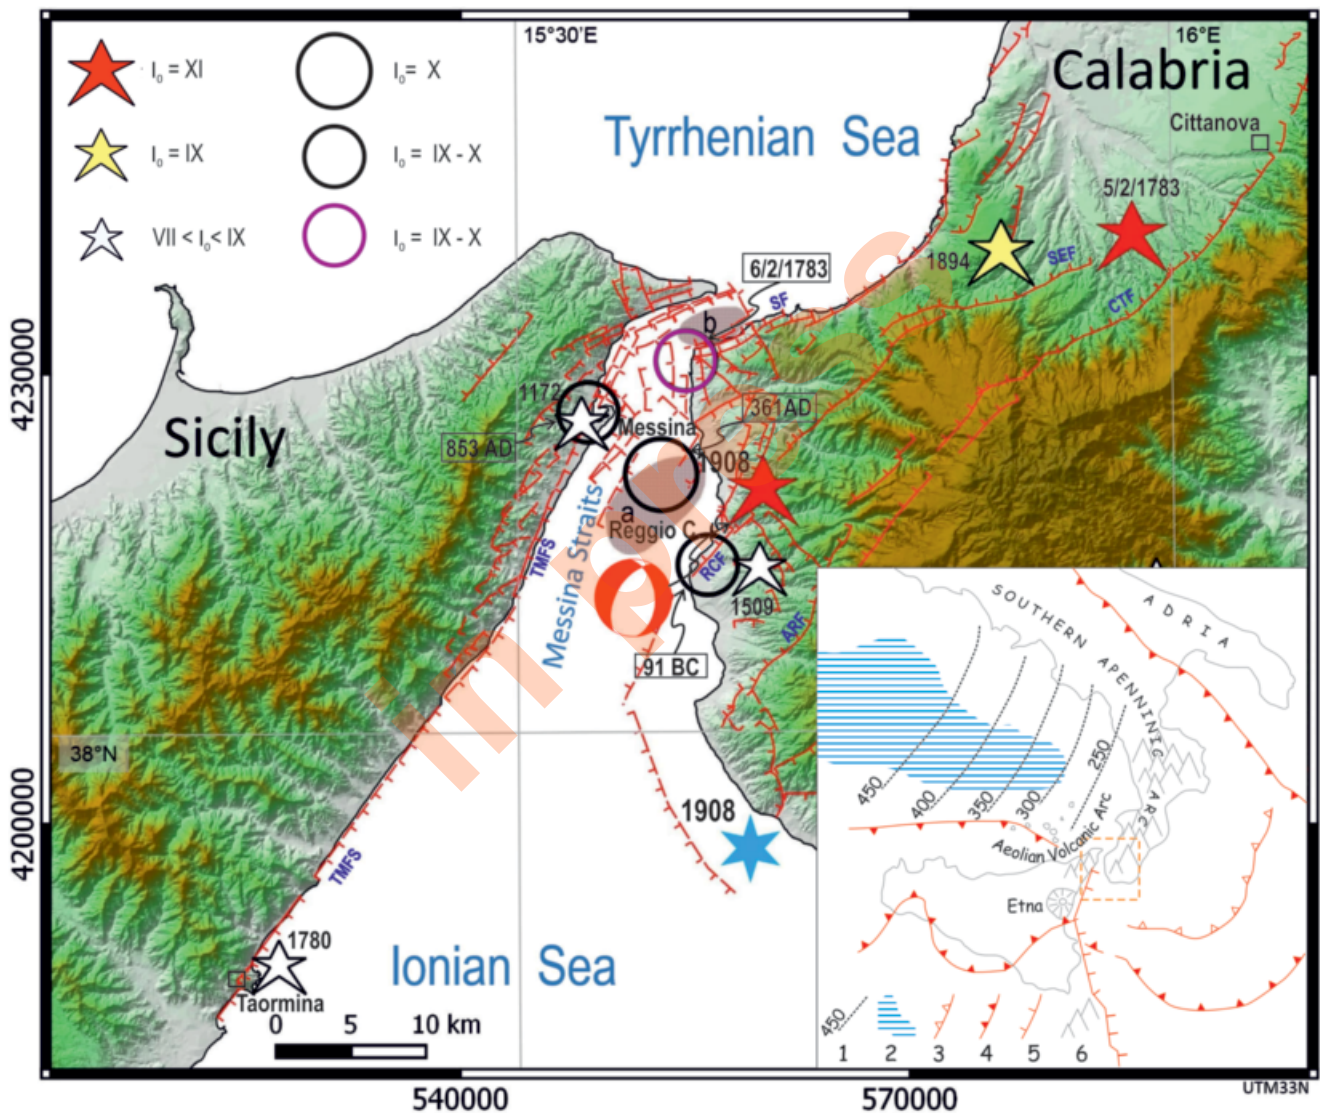 15°30'E
16°E
I₀ = XI
I₀= X
Calabria
Tyrrhenian Sea
Cittanova
I₀ = IX
I₀ = IX - X
5/2/1783
VII < I₀< IX
I₀ = IX - X
1894
SEF
6/2/1783
SF
CTF
b
4230000
1172
361AD
Messina
Sicily
853 AD
1908
a
Reggio C.
Messina Straits
TMFS
RCF
1509
ARF
91 BC
38°N
1908
4200000
TMFS
1780
Taormina
Ionian Sea
0 5 10 km
SOUTHERN APENNINIC ARC
ADRIA
450
400
350
300
250
Aeolian Volcanic Arc
Etna
450
1 2 3 4 5 6
540000
570000
UTM33N